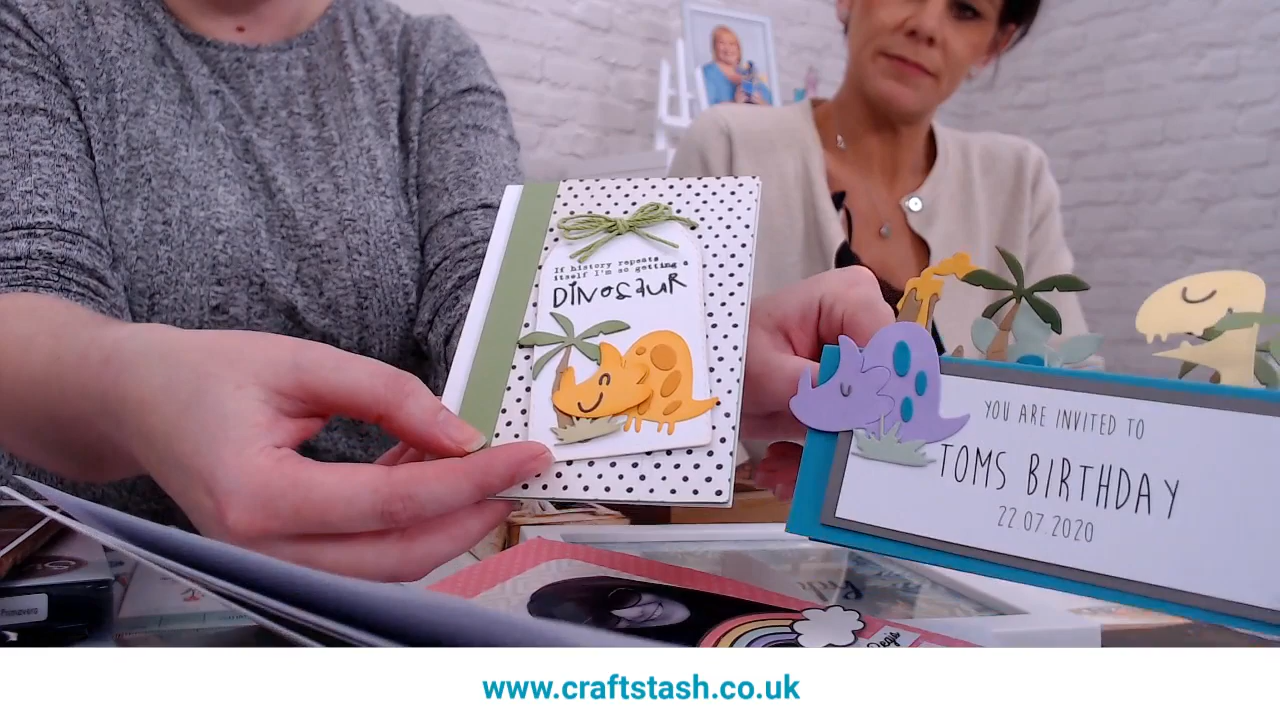 If history repeats
itself I'm so getting a
DINOSAUR
YOU ARE INVITED TO
TOMS BIRTHDAY
22 07.2020
Primavera
www.craftstash.co.uk